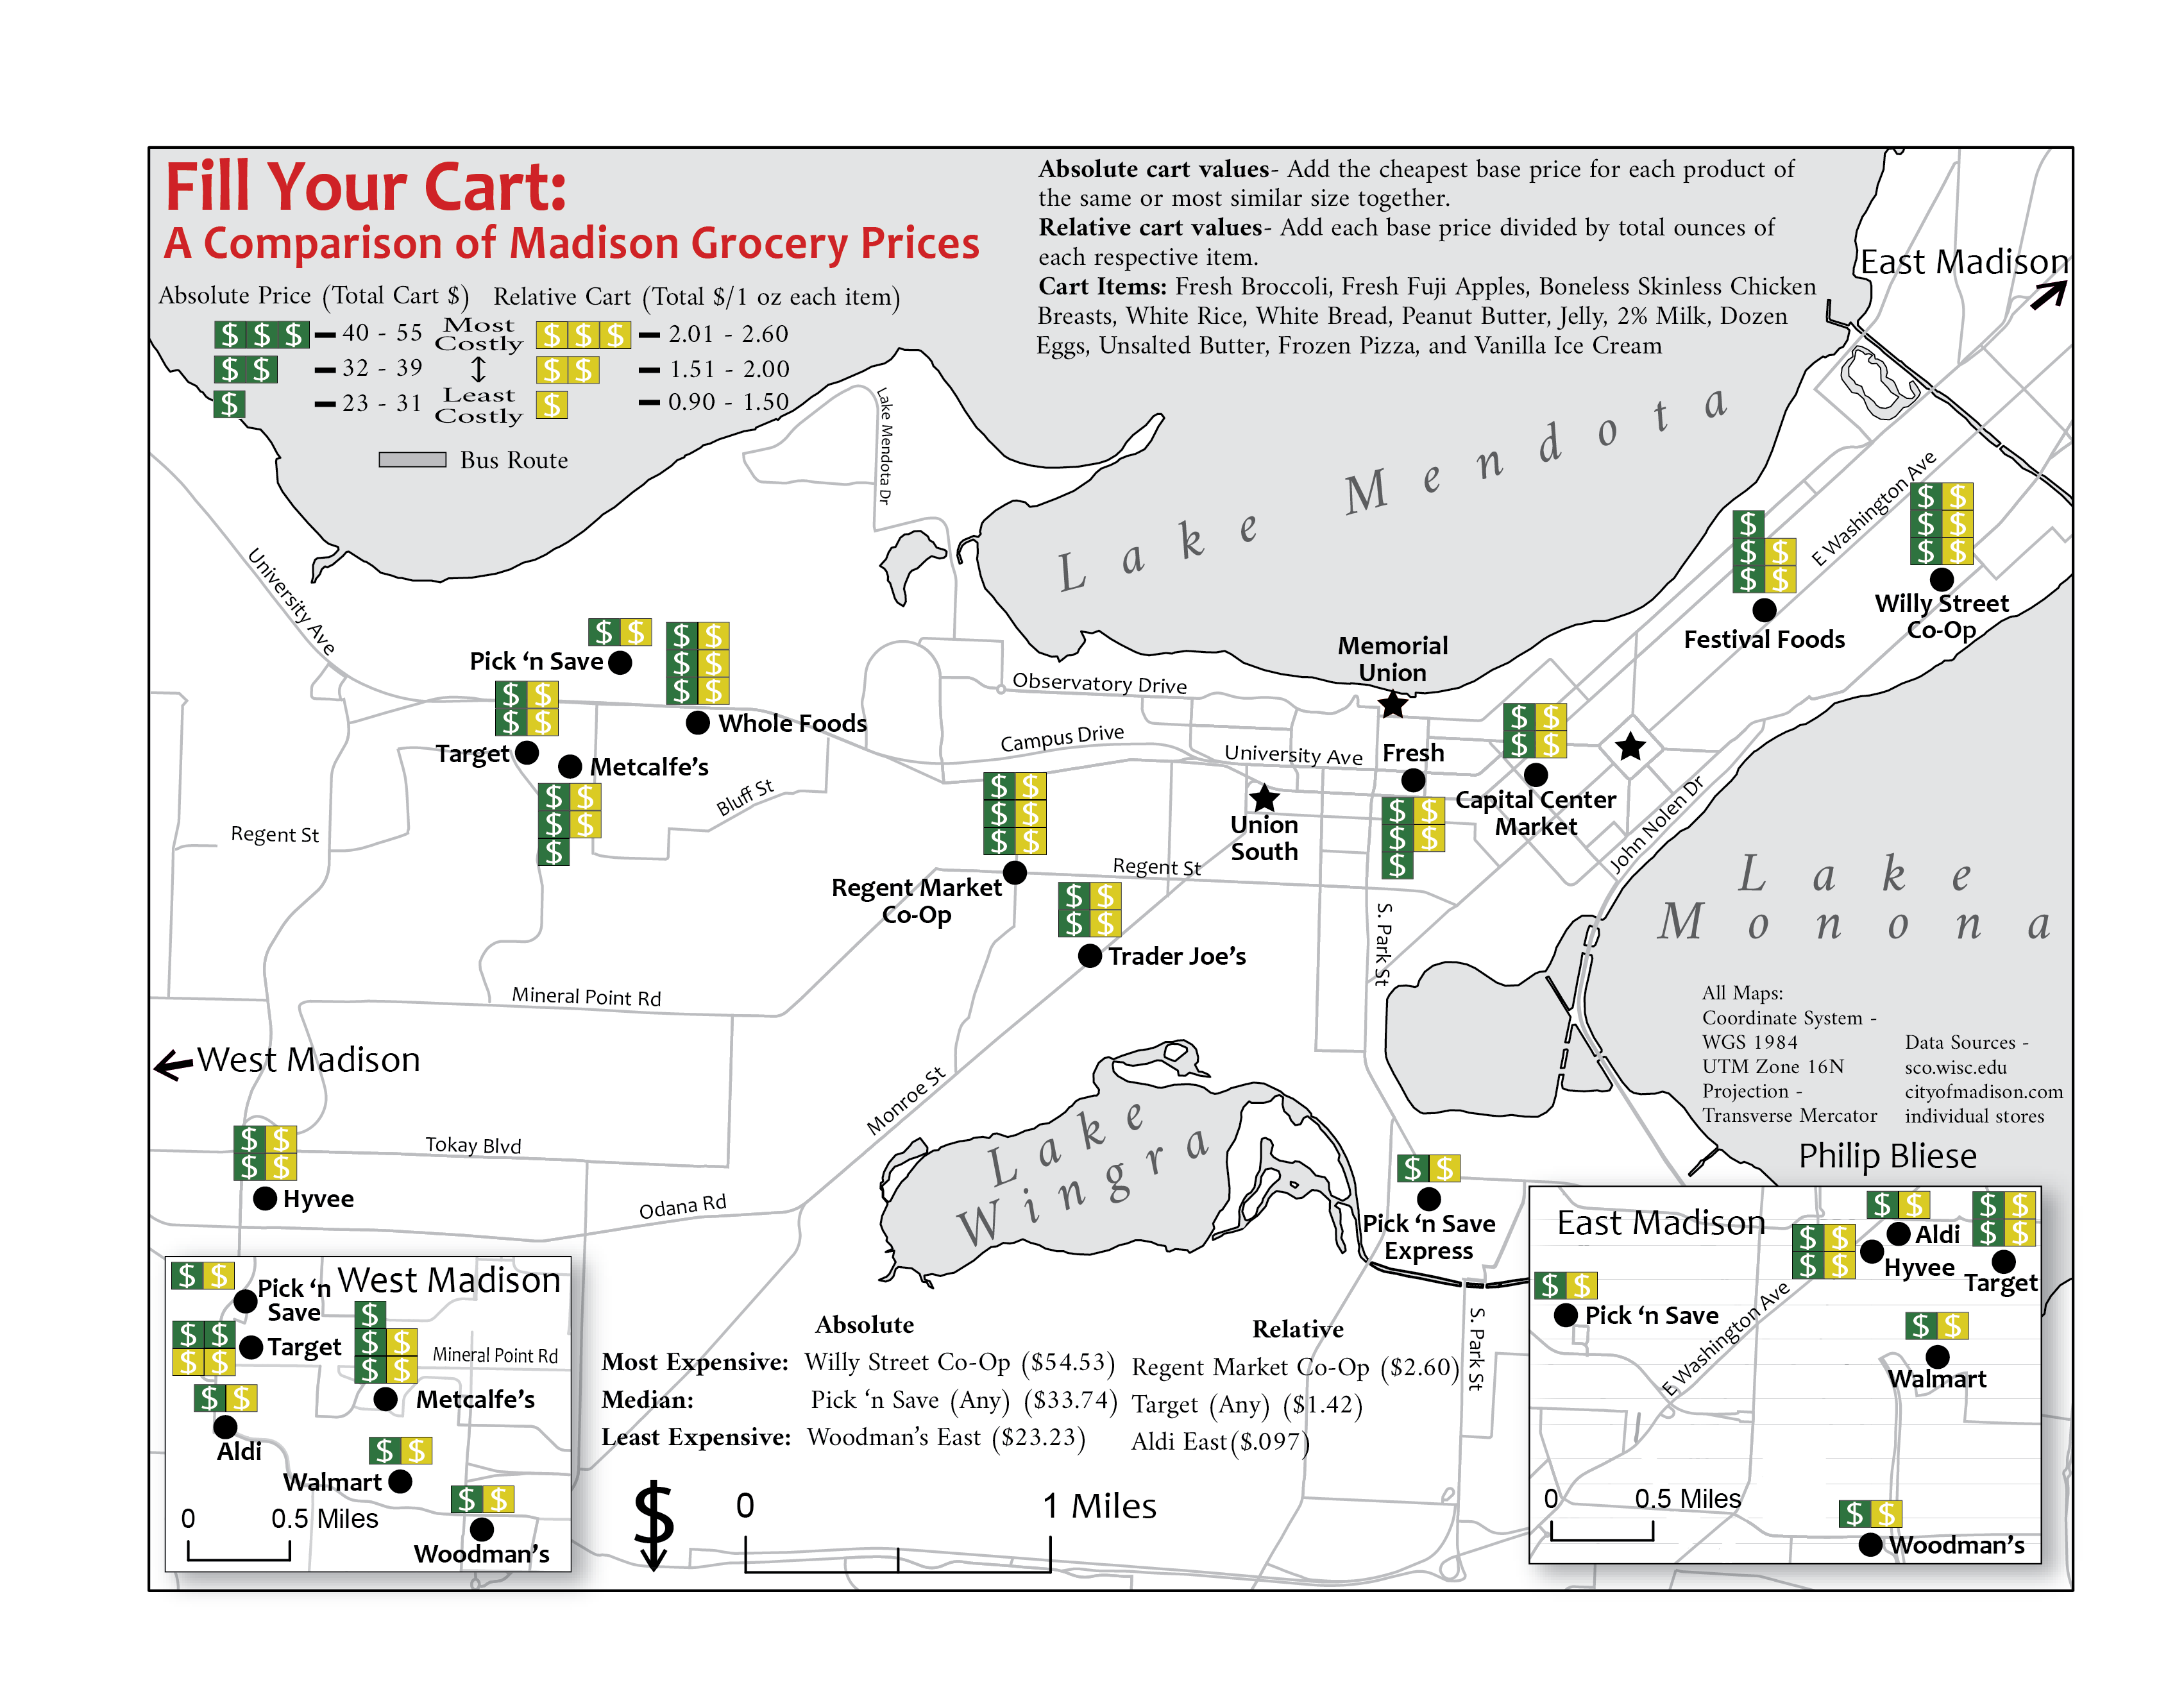 Fill Your Cart:
A Comparison of Madison Grocery Prices
Absolute Price (Total Cart $) Relative Cart (Total $/1 oz each item)
$ $ $ 40 - 55 Most Costly $ $ $ 2.01 - 2.60
$ $ 32 - 39 $ $ 1.51 - 2.00
$ 23 - 31 Least Costly $ 0.90 - 1.50
Bus Route
Absolute cart values- Add the cheapest base price for each product of
the same or most similar size together.
Relative cart values- Add each base price divided by total ounces of
each respective item.
Cart Items: Fresh Broccoli, Fresh Fuji Apples, Boneless Skinless Chicken
Breasts, White Rice, White Bread, Peanut Butter, Jelly, 2% Milk, Dozen
Eggs, Unsalted Butter, Frozen Pizza, and Vanilla Ice Cream
East Madison
Lake Mendota Dr
Lake Mendota
E Washington Ave
$ $
$ $
$ $
Willy Street
Co-Op
$
$ $
$ $
Festival Foods
University Ave
$ $
Pick ‘n Save
$ $
$ $
$ $
Whole Foods
$ $
$ $
Target
Metcalfe’s
$ $
$ $
$
Bluff St
Regent St
Observatory Drive
Campus Drive
University Ave
Memorial
Union
Fresh
$ $
$ $
$
$ $
$ $
Capital Center
Market
Union
South
John Nolen Dr
$ $
$ $
$ $
Regent Market
Co-Op
Regent St
$ $
$ $
Trader Joe’s
S. Park St
Lake
Monona
Mineral Point Rd
West Madison
Monroe St
Tokay Blvd
$ $
$ $
Hyvee
Odana Rd
Lake
Wingra
$ $
Pick ‘n Save
Express
S. Park St
All Maps:
Coordinate System -
WGS 1984
UTM Zone 16N
Projection -
Transverse Mercator
Data Sources -
sco.wisc.edu
cityofmadison.com
individual stores
Philip Bliese
West Madison
$ $
Pick ‘n
Save
$ $
$ $
Target
$
$ $
$ $
Metcalfe’s
Mineral Point Rd
$ $
Aldi
$ $
Walmart
$ $
Woodman’s
0 0.5 Miles
Absolute Relative
Most Expensive: Willy Street Co-Op ($54.53) Regent Market Co-Op ($2.60)
Median: Pick ‘n Save (Any) ($33.74) Target (Any) ($1.42)
Least Expensive: Woodman’s East ($23.23) Aldi East($.097)
$
0 1 Miles
East Madison
$ $
Aldi
$ $
$ $
Hyvee
$ $
$ $
Target
$ $
Pick ‘n Save
E Washington Ave
$ $
Walmart
0 0.5 Miles
$ $
Woodman’s